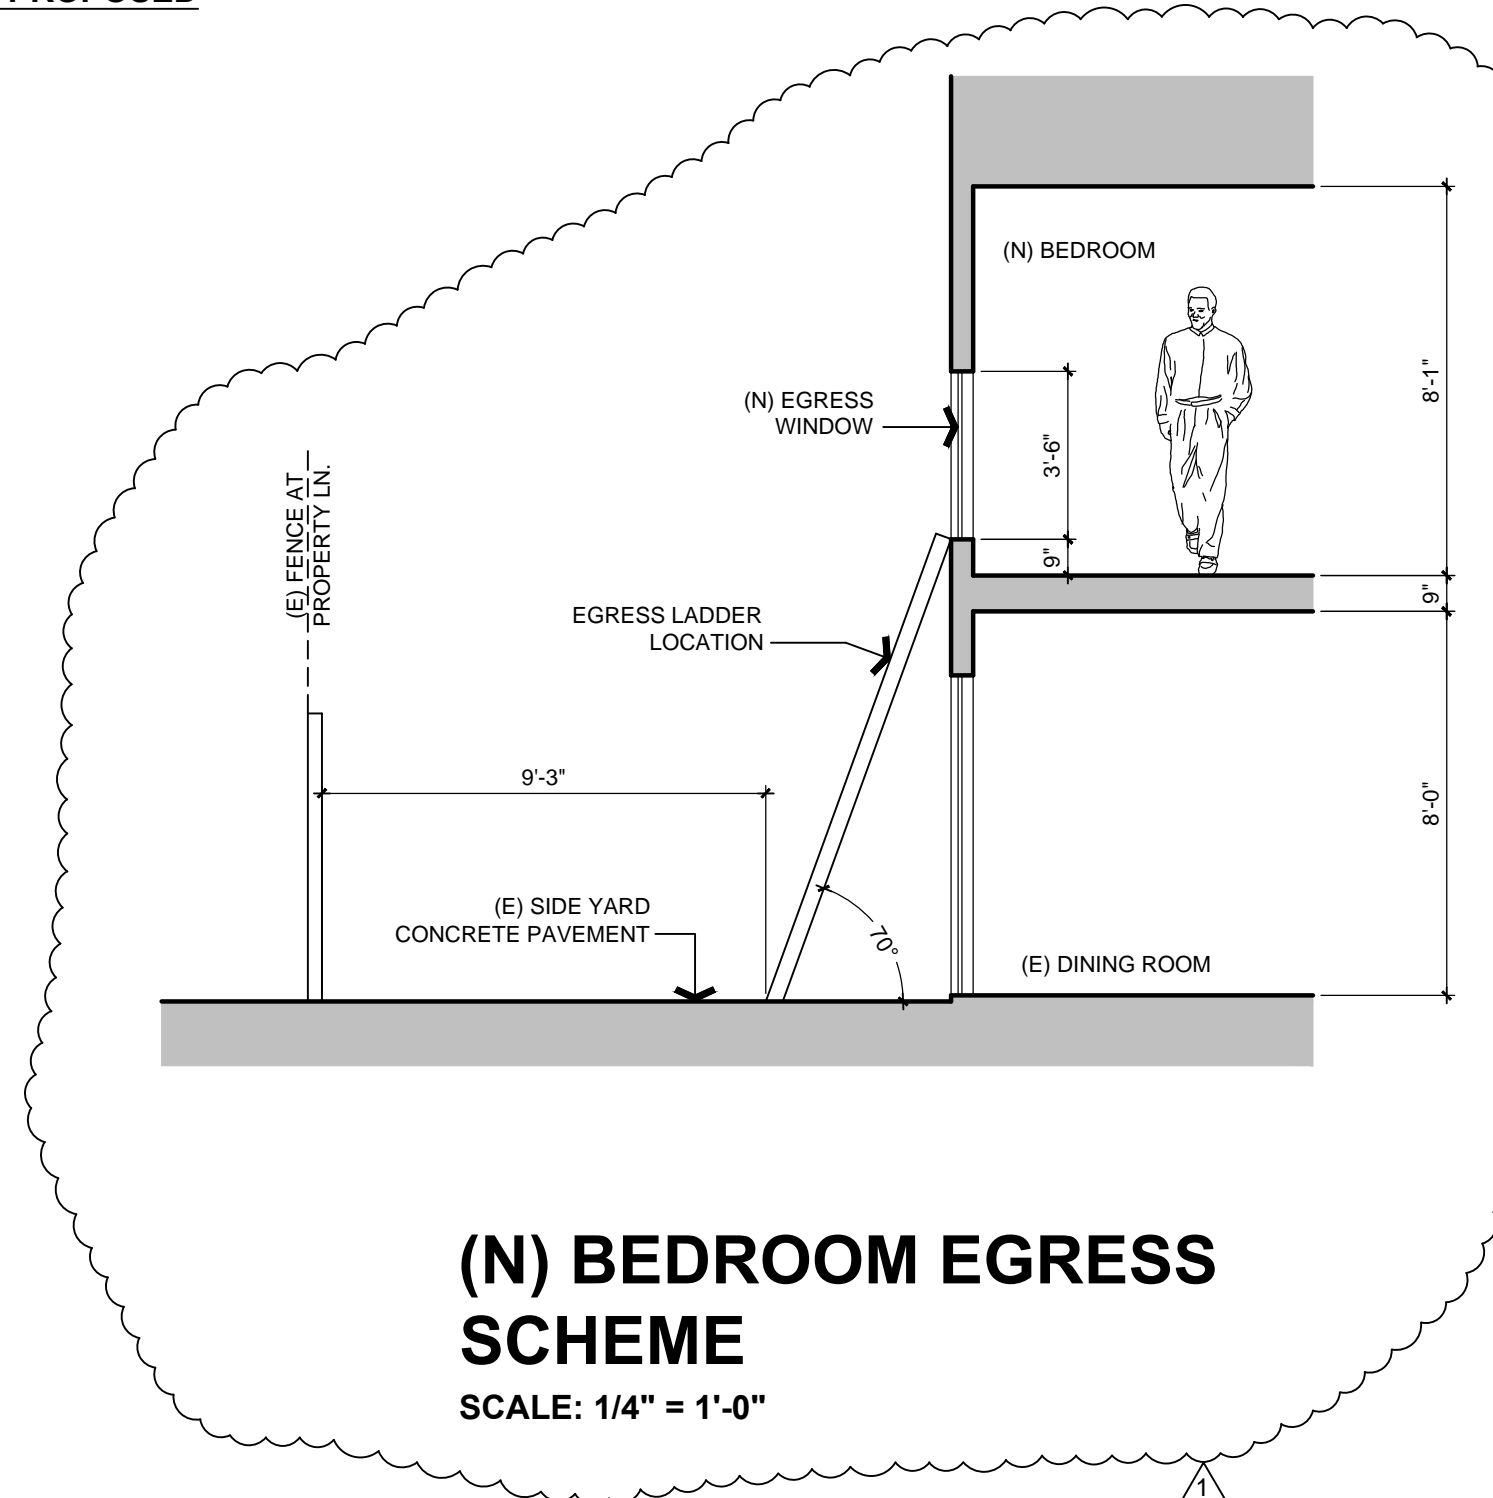 PROPOSED
(N) BEDROOM
8'-1"
(N) EGRESS
WINDOW
3'-6"
(E) FENCE AT
PROPERTY LN.
9"
9"
EGRESS LADDER
LOCATION
9'-3"
8'-0"
(E) SIDE YARD
CONCRETE PAVEMENT
70°
(E) DINING ROOM
(N) BEDROOM EGRESS
SCHEME
SCALE: 1/4" = 1'-0"
1